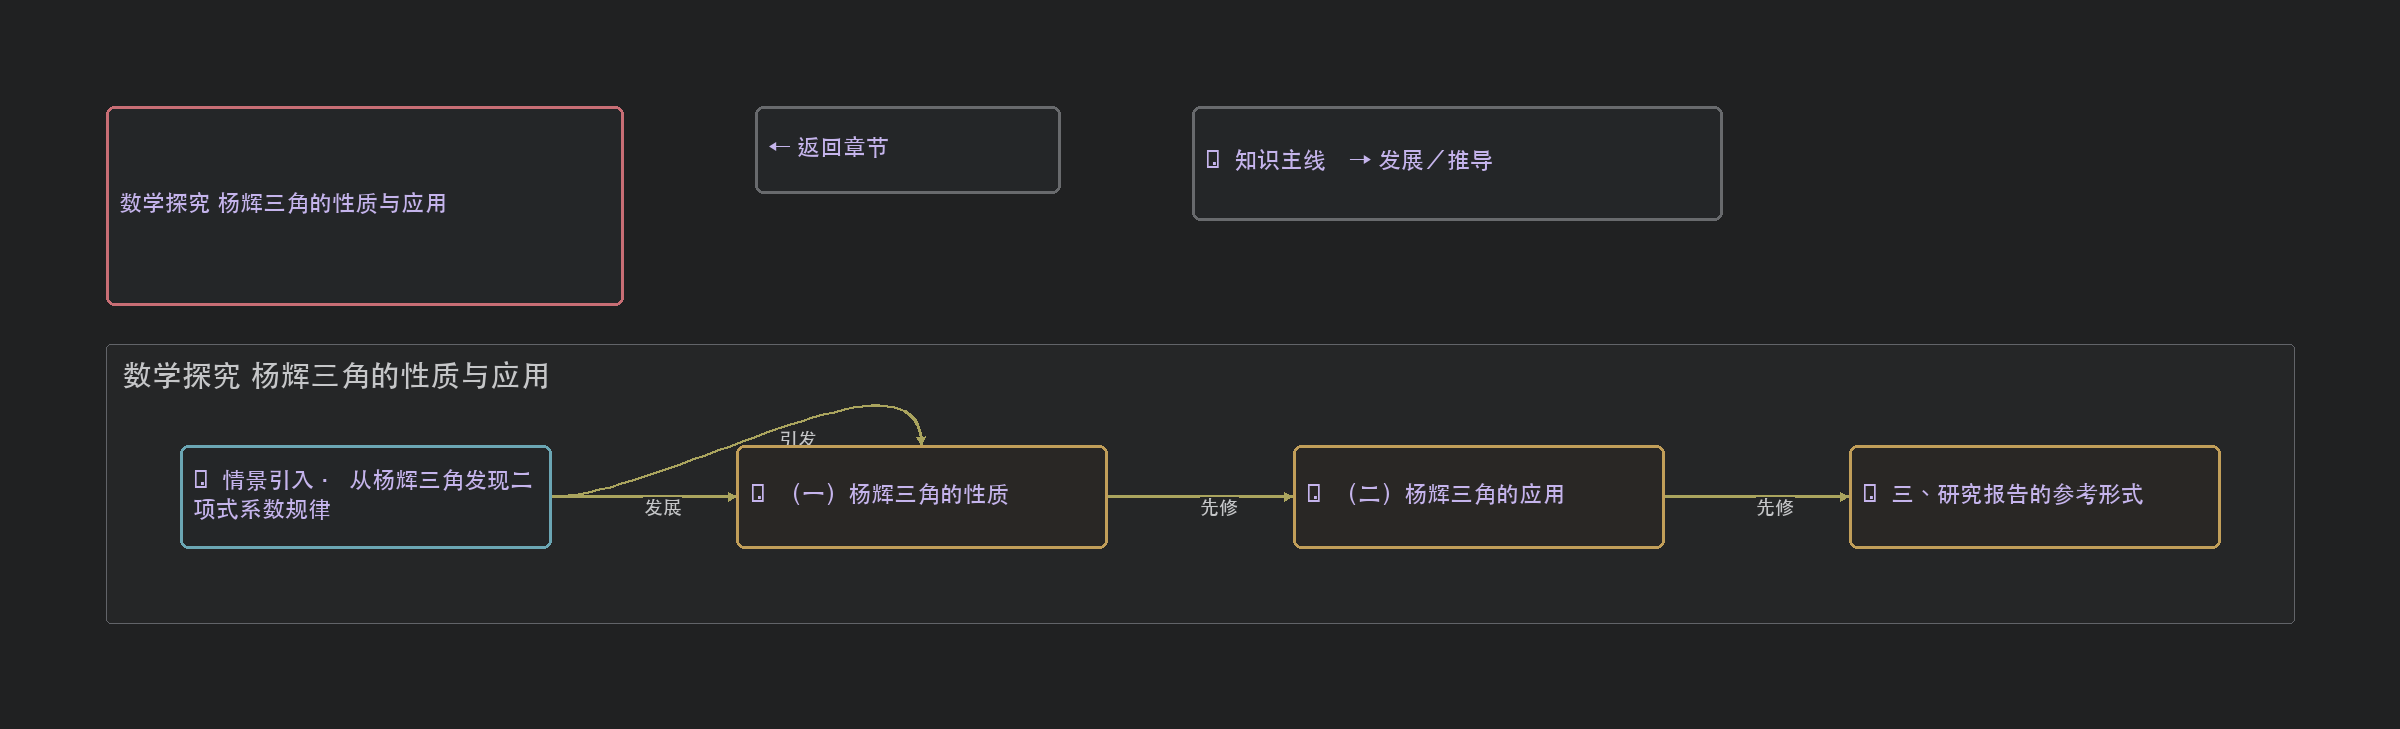 数学探究 杨辉三角的性质与应用
← 返回章节
知识主线 → 发展／推导
数学探究 杨辉三角的性质与应用
引发
情景引入· 从杨辉三角发现二
项式系数规律
发展
（一）杨辉三角的性质
先修
（二）杨辉三角的应用
先修
三、研究报告的参考形式